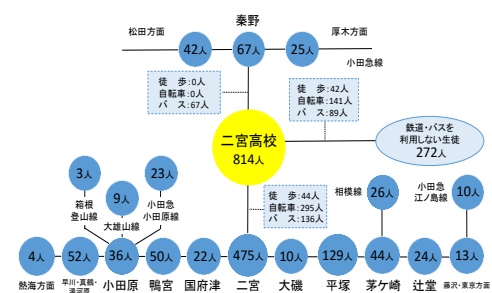 秦野
松田方面
厚木方面
42人
67人
25人
小田急線
徒　歩:0人
自転車:0人
バ　ス:67人
徒　歩:42人
自転車:141人
バ　ス:89人
二宮高校
814人
鉄道・バスを
利用しない生徒
272人
3人
箱根
登山線
9人
大雄山線
23人
小田急
小田原線
徒　歩:44人
自転車:295人
バ　ス:136人
相模線
26人
小田急
江ノ島線
10人
4人
52人
36人
50人
22人
475人
10人
129人
44人
24人
13人
熱海方面
早川・真鶴・
湯河原
小田原
鴨宮
国府津
二宮
大磯
平塚
茅ケ崎
辻堂
藤沢・東京方面